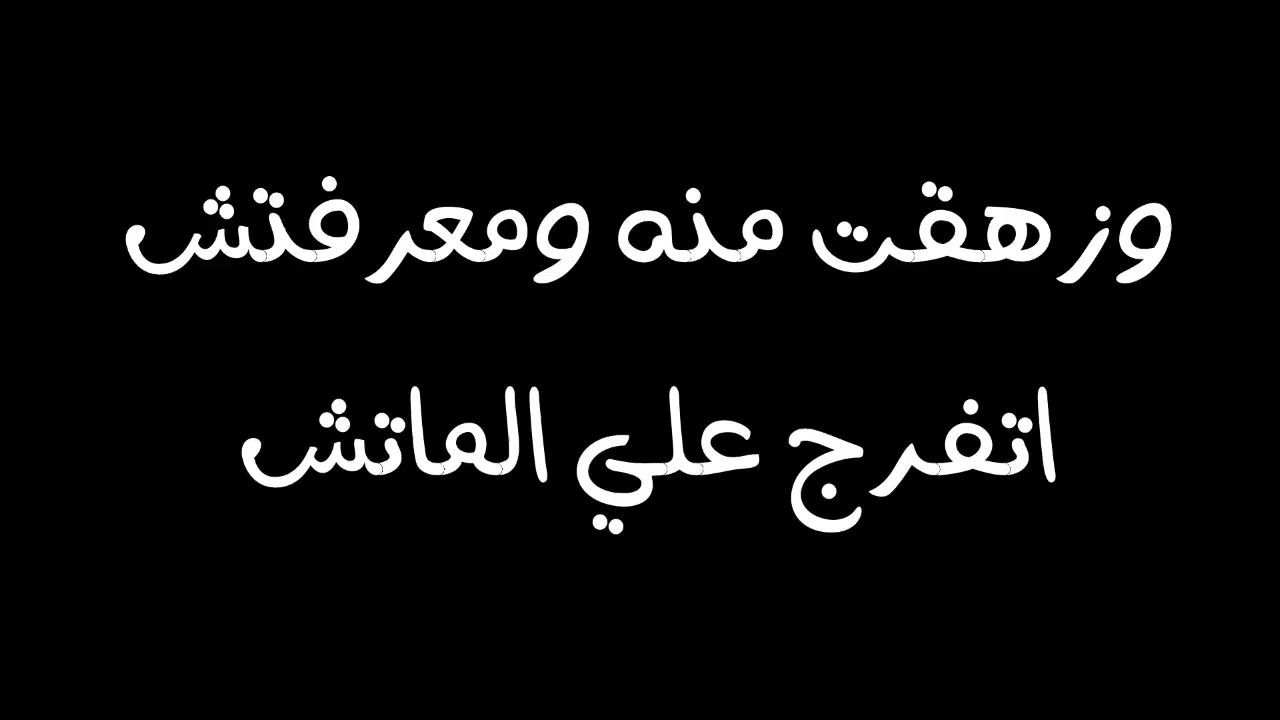 وزهقت منه ومعرفتش
اتفرج علي الماتش